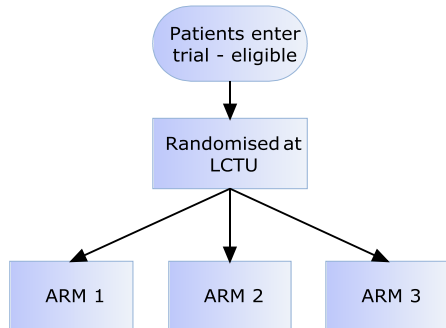 Patients enter
trial - eligible
Randomised at
LCTU
ARM 1
ARM 2
ARM 3